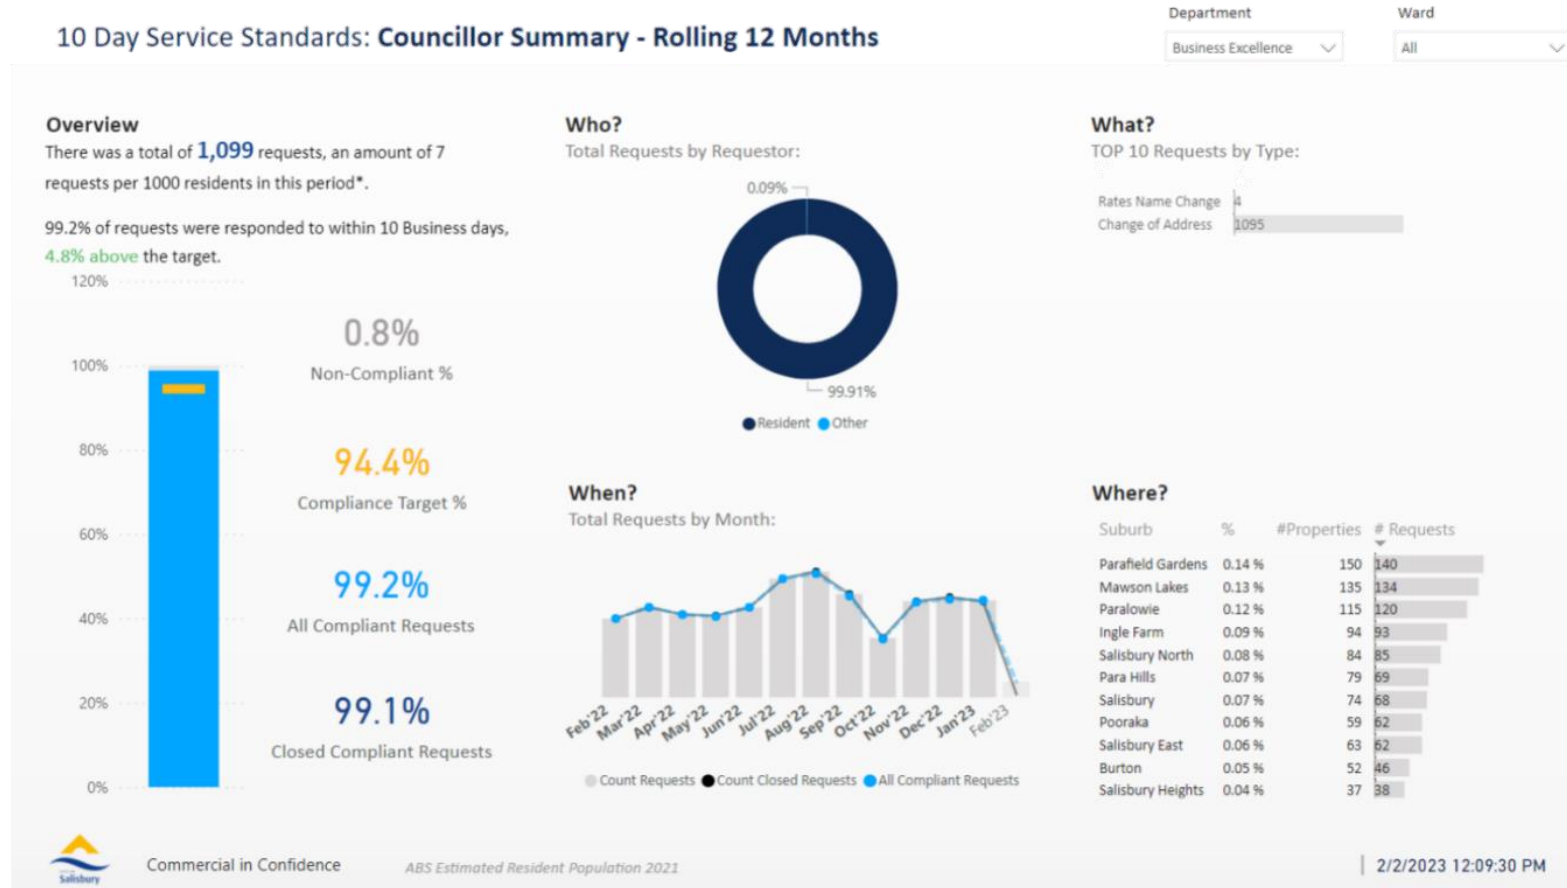 10 Day Service Standards: Councillor Summary - Rolling 12 Months
Department
Ward
Business Excellence
All
Overview
There was a total of 1,099 requests, an amount of 7
requests per 1000 residents in this period*.
99.2% of requests were responded to within 10 Business days,
4.8% above the target.
120%
100%
80%
60%
40%
20%
0%
0.8%
Non-Compliant %
94.4%
Compliance Target %
99.2%
All Compliant Requests
99.1%
Closed Compliant Requests
Who?
Total Requests by Requestor:
0.09%
99.91%
Resident Other
What?
TOP 10 Requests by Type:
Rates Name Change 4
Change of Address 1095
When?
Total Requests by Month:
Feb'22 Mar'22 Apr'22 May'22 Jun'22 Jul'22 Aug'22 Sep'22 Oct'22 Nov'22 Dec'22 Jan'23 Feb'23
Count Requests Count Closed Requests All Compliant Requests
Where?
Suburb % #Properties # Requests
Parafield Gardens 0.14 % 150 140
Mawson Lakes 0.13 % 135 134
Paralowie 0.12 % 115 120
Ingle Farm 0.09 % 94 93
Salisbury North 0.08 % 84 85
Para Hills 0.07 % 79 69
Salisbury 0.07 % 74 68
Pooraka 0.06 % 59 62
Salisbury East 0.06 % 63 62
Burton 0.05 % 52 46
Salisbury Heights 0.04 % 37 38
Salisbury
Commercial in Confidence
ABS Estimated Resident Population 2021
2/2/2023 12:09:30 PM